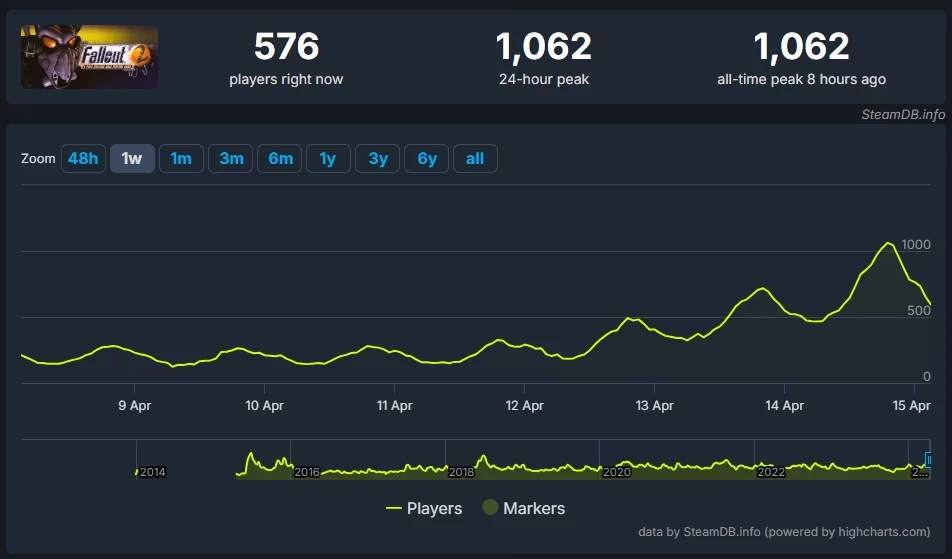 Fallout 2
576
players right now
1,062
24-hour peak
1,062
all-time peak 8 hours ago
SteamDB.info
Zoom 48h 1w 1m 3m 6m 1y 3y 6y all
1000
500
0
9 Apr 10 Apr 11 Apr 12 Apr 13 Apr 14 Apr 15 Apr
2014 2016 2018 2020 2022 2...
Players Markers
data by SteamDB.info (powered by highcharts.com)